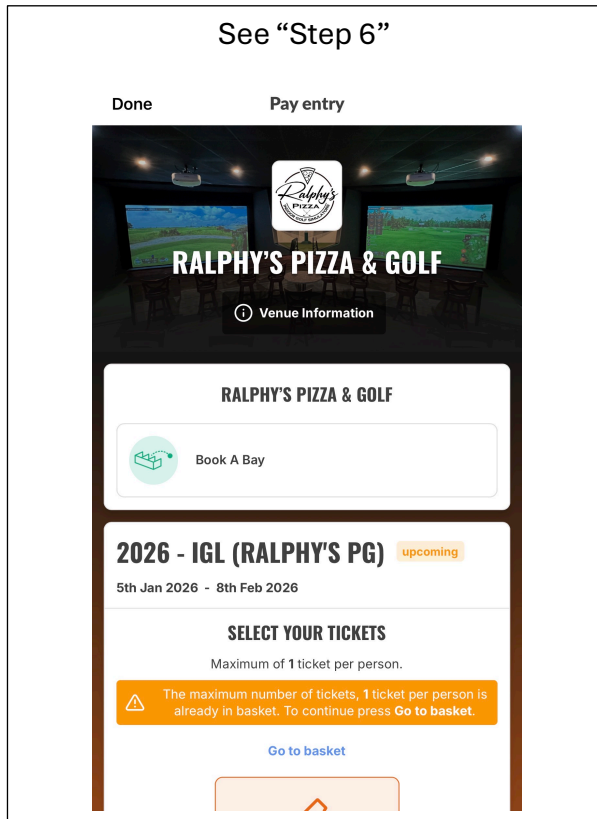 See “Step 6”
Done
Pay entry
Ralphy's
PIZZA
INDOOR GOLF SIMULATORS
RALPHY'S PIZZA & GOLF
Venue Information
RALPHY'S PIZZA & GOLF
Book A Bay
2026 - IGL (RALPHY'S PG)
upcoming
5th Jan 2026 - 8th Feb 2026
SELECT YOUR TICKETS
Maximum of 1 ticket per person.
The maximum number of tickets, 1 ticket per person is
already in basket. To continue press Go to basket.
Go to basket